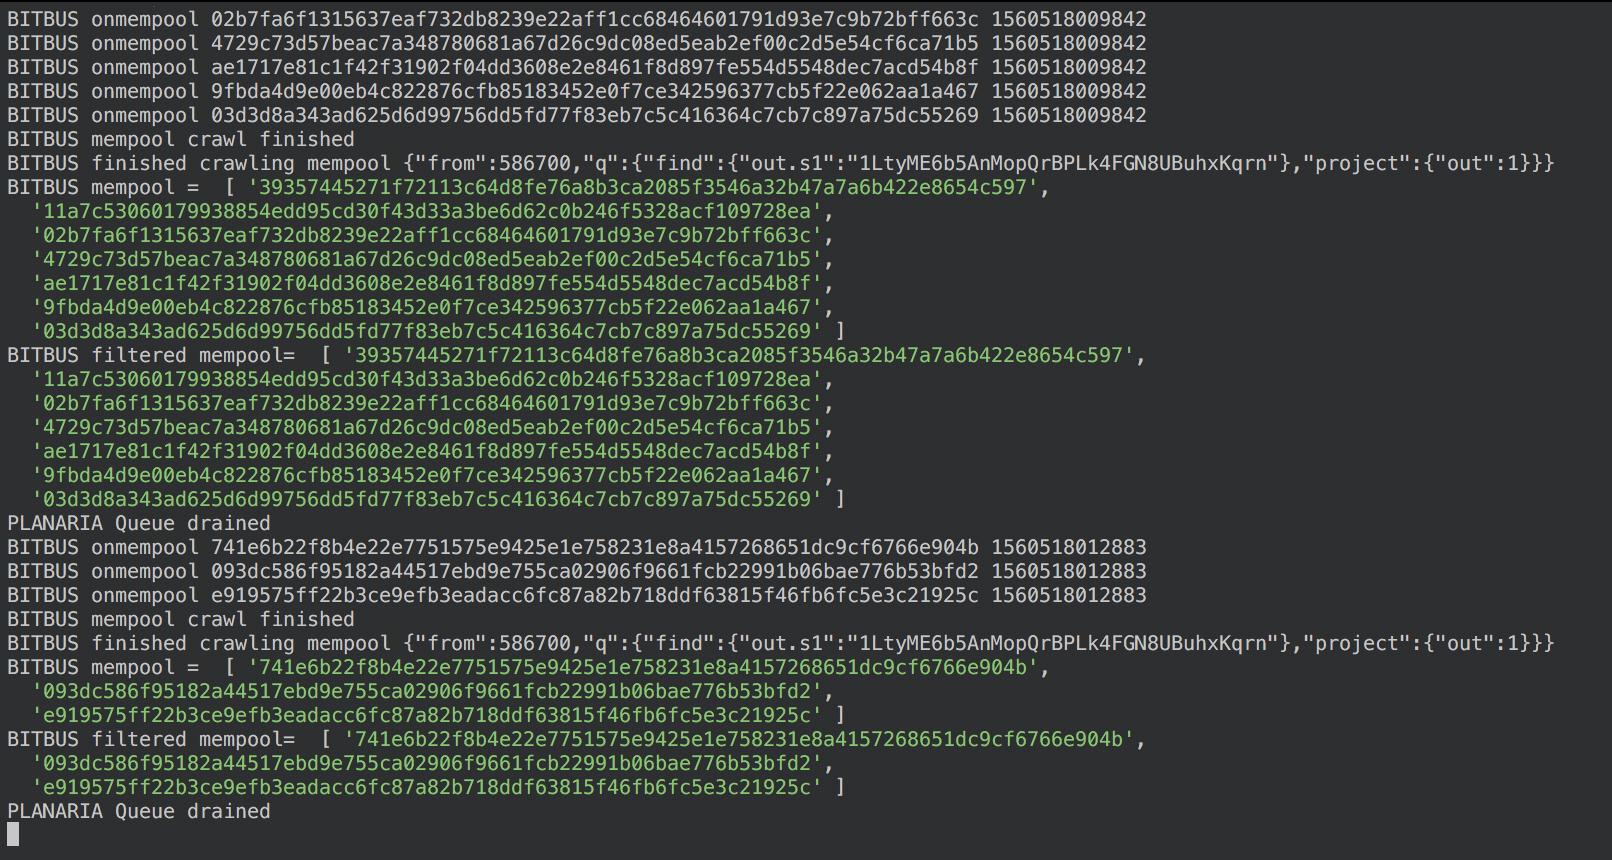 BITBUS onmempool 02b7fa6f1315637eaf732db8239e22aff1cc68464601791d93e7c9b72bff663c 1560518009842
BITBUS onmempool 4729c73d57beac7a348780681a67d26c9dc08ed5eab2ef00c2d5e54cf6ca71b5 1560518009842
BITBUS onmempool ae1717e81c1f42f31902f04dd3608e2e8461f8d897fe554d5548dec7acd54b8f 1560518009842
BITBUS onmempool 9fbda4d9e00eb4c822876cfb85183452e0f7ce342596377cb5f22e062aa1a467 1560518009842
BITBUS onmempool 03d3d8a343ad625d6d99756dd5fd77f83eb7c5c416364c7cb7c897a75dc55269 1560518009842
BITBUS mempool crawl finished
BITBUS finished crawling mempool {"from":586700,"q":{"find":{"out.s1":"1LtyME6b5AnMopQrBPLk4FGN8UBuhxKqrn"},"project":{"out":1}}}
BITBUS mempool =  [ '39357445271f72113c64d8fe76a8b3ca2085f3546a32b47a7a6b422e8654c597',
'11a7c53060179938854edd95cd30f43d33a3be6d62c0b246f5328acf109728ea',
'02b7fa6f1315637eaf732db8239e22aff1cc68464601791d93e7c9b72bff663c',
'4729c73d57beac7a348780681a67d26c9dc08ed5eab2ef00c2d5e54cf6ca71b5',
'ae1717e81c1f42f31902f04dd3608e2e8461f8d897fe554d5548dec7acd54b8f',
'9fbda4d9e00eb4c822876cfb85183452e0f7ce342596377cb5f22e062aa1a467',
'03d3d8a343ad625d6d99756dd5fd77f83eb7c5c416364c7cb7c897a75dc55269' ]
BITBUS filtered mempool=  [ '39357445271f72113c64d8fe76a8b3ca2085f3546a32b47a7a6b422e8654c597',
'11a7c53060179938854edd95cd30f43d33a3be6d62c0b246f5328acf109728ea',
'02b7fa6f1315637eaf732db8239e22aff1cc68464601791d93e7c9b72bff663c',
'4729c73d57beac7a348780681a67d26c9dc08ed5eab2ef00c2d5e54cf6ca71b5',
'ae1717e81c1f42f31902f04dd3608e2e8461f8d897fe554d5548dec7acd54b8f',
'9fbda4d9e00eb4c822876cfb85183452e0f7ce342596377cb5f22e062aa1a467',
'03d3d8a343ad625d6d99756dd5fd77f83eb7c5c416364c7cb7c897a75dc55269' ]
PLANARIA Queue drained
BITBUS onmempool 741e6b22f8b4e22e7751575e9425e1e758231e8a4157268651dc9cf6766e904b 1560518012883
BITBUS onmempool 093dc586f95182a44517ebd9e755ca02906f9661fcb22991b06bae776b53bfd2 1560518012883
BITBUS onmempool e919575ff22b3ce9efb3eadacc6fc87a82b718ddf63815f46fb6fc5e3c21925c 1560518012883
BITBUS mempool crawl finished
BITBUS finished crawling mempool {"from":586700,"q":{"find":{"out.s1":"1LtyME6b5AnMopQrBPLk4FGN8UBuhxKqrn"},"project":{"out":1}}}
BITBUS mempool =  [ '741e6b22f8b4e22e7751575e9425e1e758231e8a4157268651dc9cf6766e904b',
'093dc586f95182a44517ebd9e755ca02906f9661fcb22991b06bae776b53bfd2',
'e919575ff22b3ce9efb3eadacc6fc87a82b718ddf63815f46fb6fc5e3c21925c' ]
BITBUS filtered mempool=  [ '741e6b22f8b4e22e7751575e9425e1e758231e8a4157268651dc9cf6766e904b',
'093dc586f95182a44517ebd9e755ca02906f9661fcb22991b06bae776b53bfd2',
'e919575ff22b3ce9efb3eadacc6fc87a82b718ddf63815f46fb6fc5e3c21925c' ]
PLANARIA Queue drained